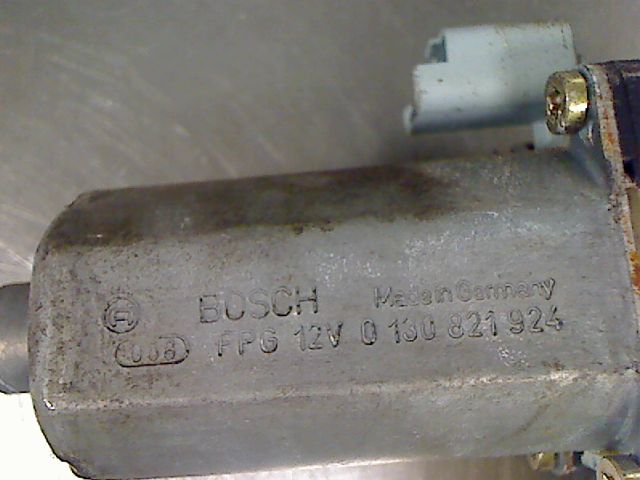 BOSCH Made in Germany
FPG 12V 0 130 821 924